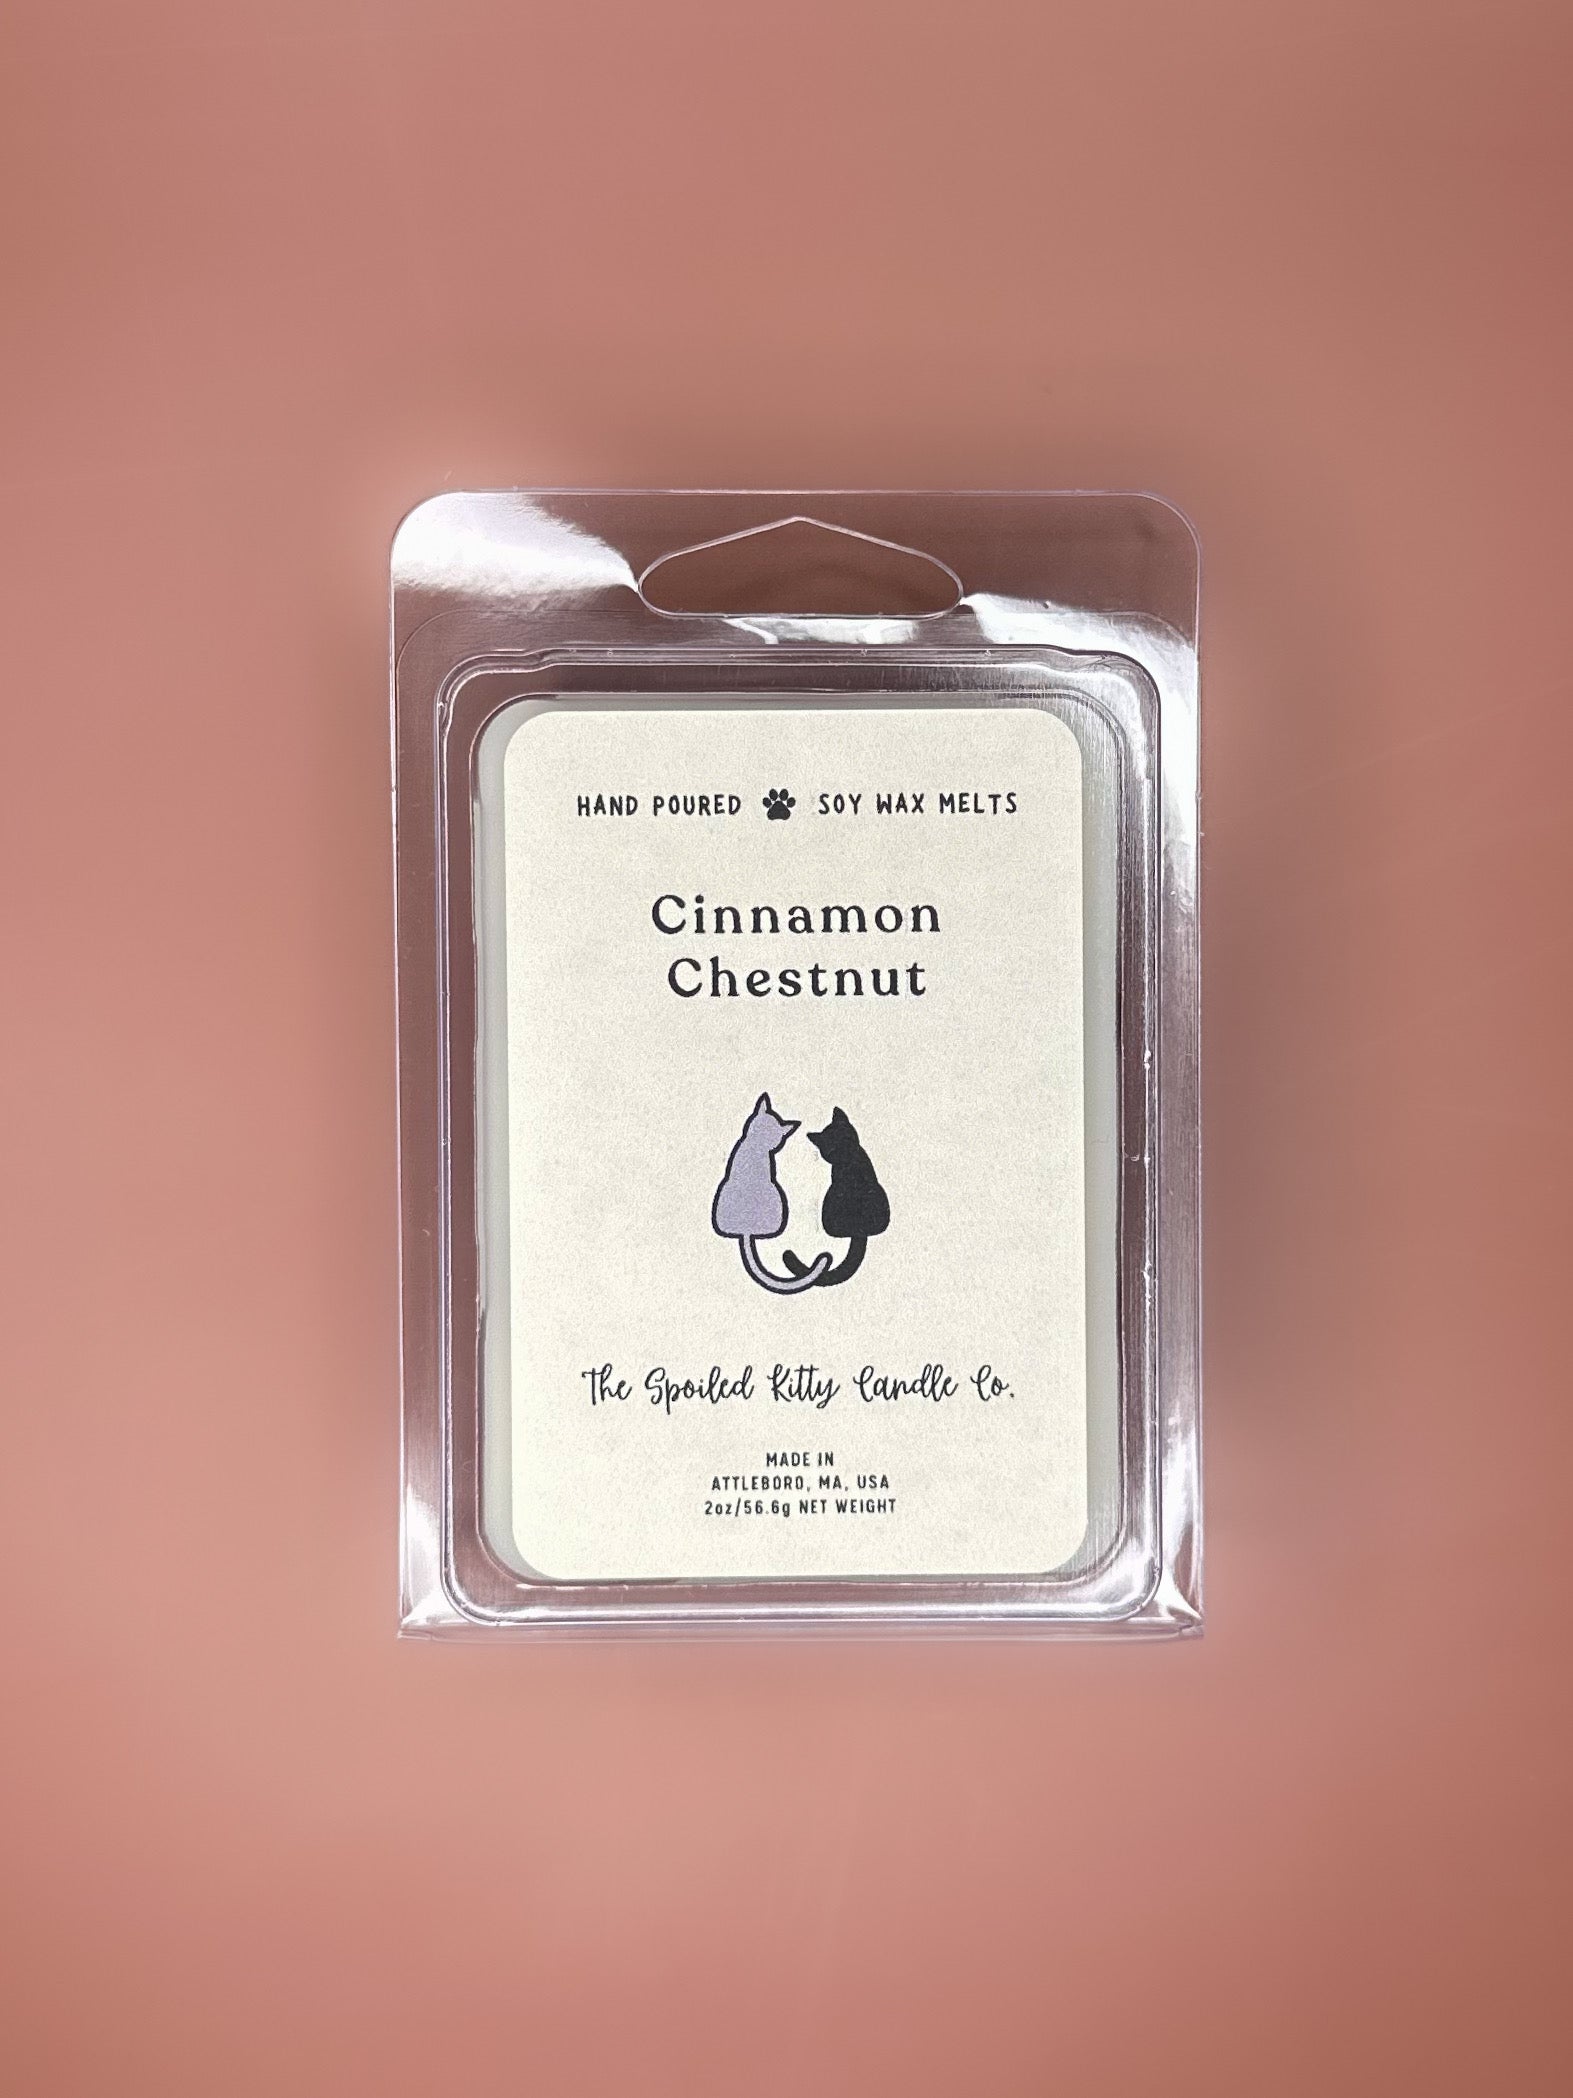 HAND POURED SOY WAX MELTS
Cinnamon
Chestnut
The Spoiled Kitty Candle Co.
MADE IN
ATTLEBORO, MA, USA
2oz/56.6g NET WEIGHT